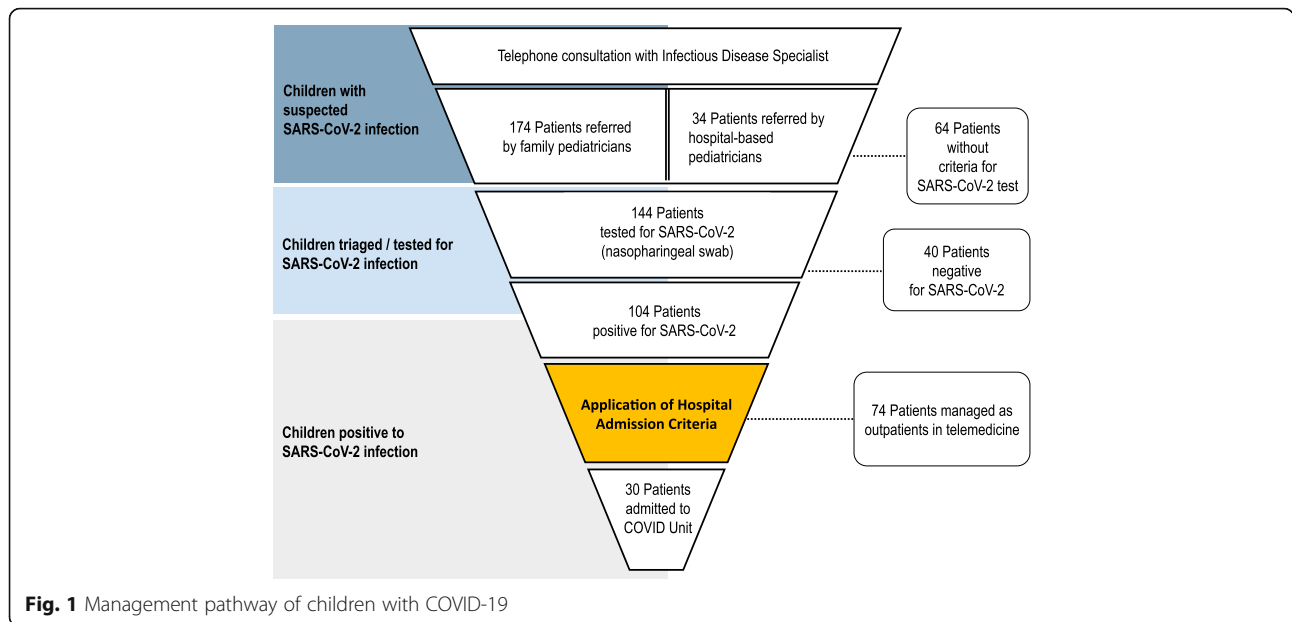 Telephone consultation with Infectious Disease Specialist
Children with
suspected
SARS-CoV-2 infection
174 Patients referred
by family pediatricians
34 Patients referred by
hospital-based
pediatricians
64 Patients
without
criteria for
SARS-CoV-2 test
Children triaged / tested for
SARS-CoV-2 infection
144 Patients
tested for SARS-CoV-2
(nasopharingeal swab)
40 Patients
negative
for SARS-CoV-2
104 Patients
positive for SARS-CoV-2
Children positive to
SARS-CoV-2 infection
Application of Hospital
Admission Criteria
74 Patients managed as
outpatients in telemedicine
30 Patients
admitted to
COVID Unit
Fig. 1 Management pathway of children with COVID-19